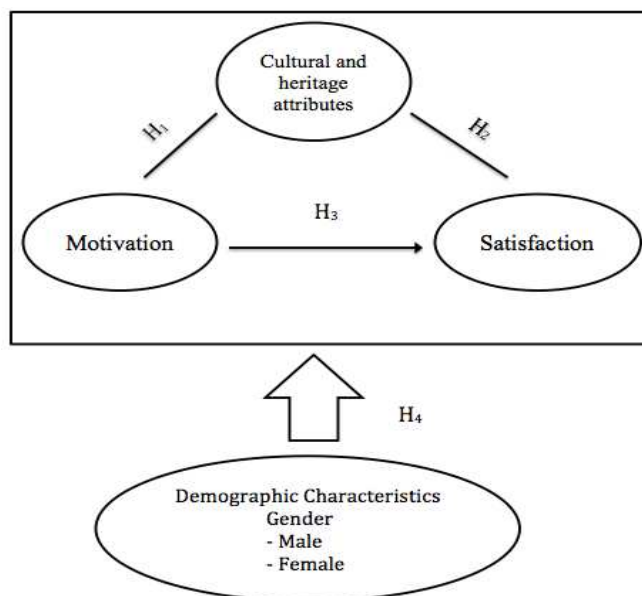 Cultural and
heritage
attributes
H₁
H₂
H₃
Motivation
Satisfaction
H₄
Demographic Characteristics
Gender
- Male
- Female